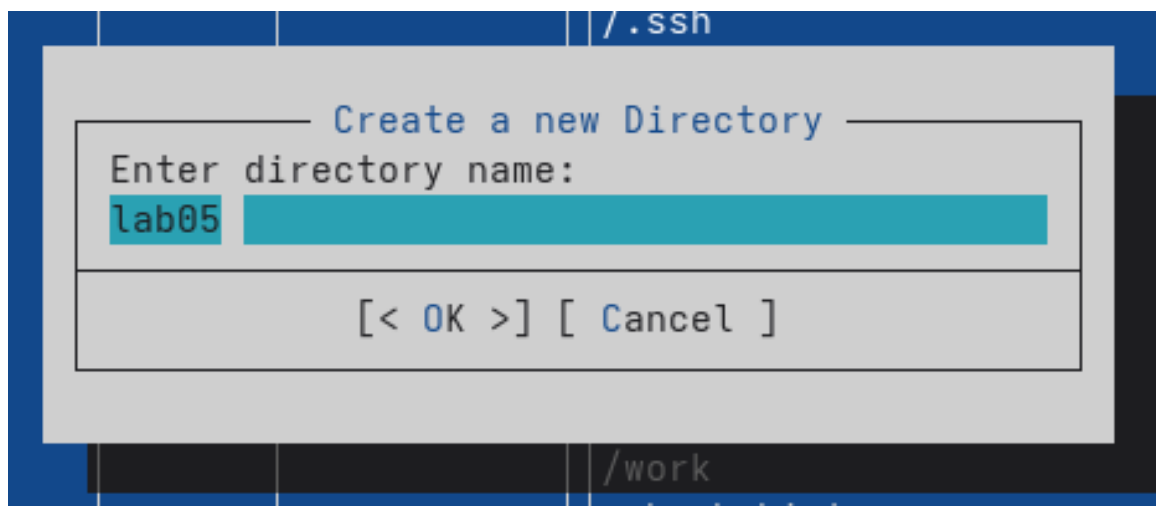 /.ssh
Create a new Directory
Enter directory name:
lab05
[< OK >] [ Cancel ]
/work